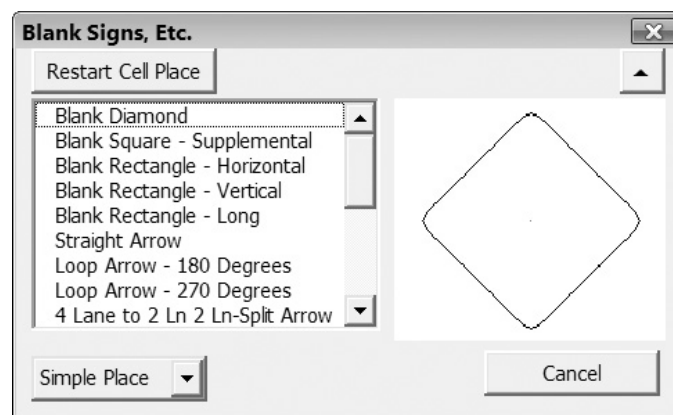 Blank Signs, Etc.
Restart Cell Place
Blank Diamond
Blank Square - Supplemental
Blank Rectangle - Horizontal
Blank Rectangle - Vertical
Blank Rectangle - Long
Straight Arrow
Loop Arrow - 180 Degrees
Loop Arrow - 270 Degrees
4 Lane to 2 Ln 2 Ln-Split Arrow
Simple Place
Cancel